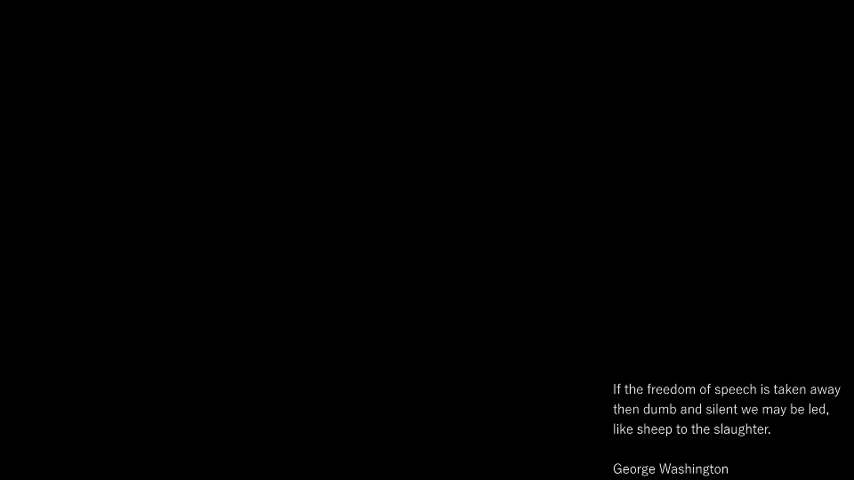 If the freedom of speech is taken away
then dumb and silent we may be led,
like sheep to the slaughter.
George Washington